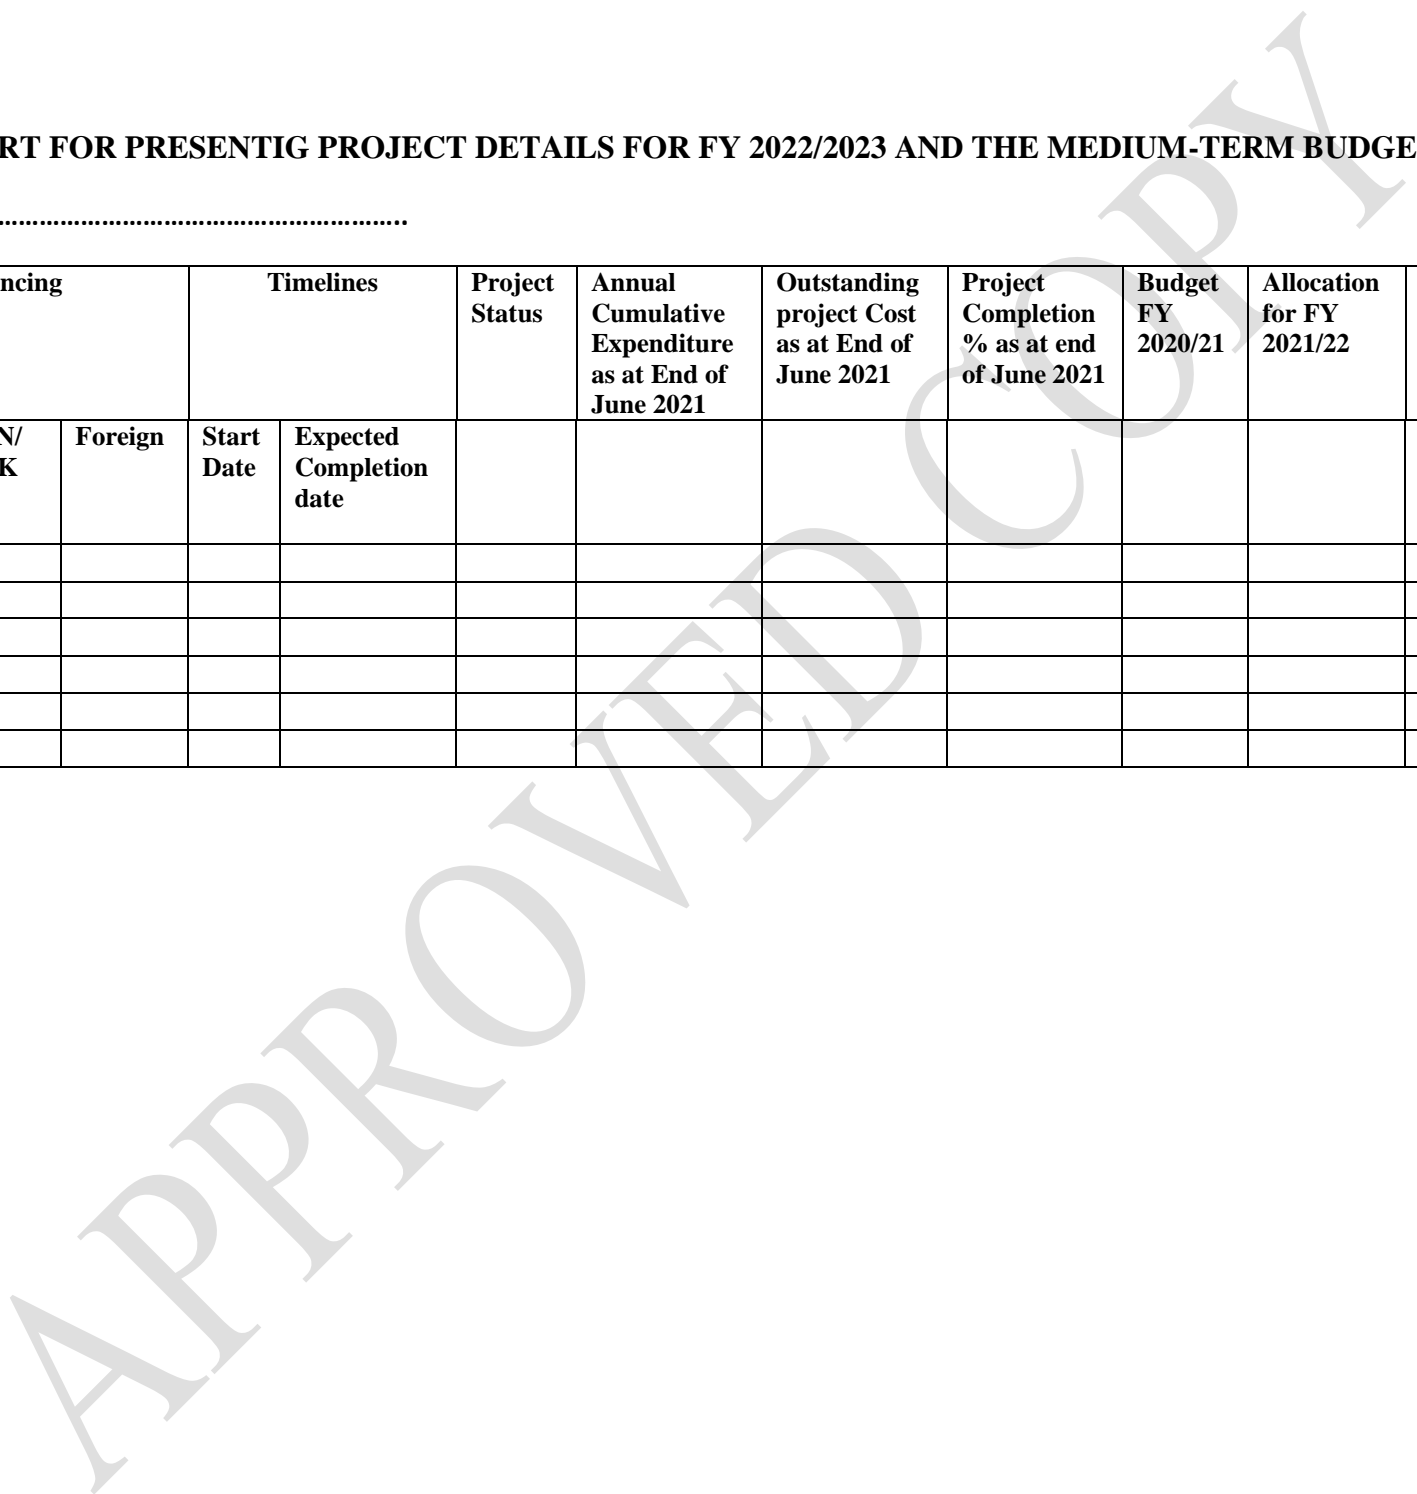 RT FOR PRESENTIG PROJECT DETAILS FOR FY 2022/2023 AND THE MEDIUM-TERM BUDGE
………………………………………………..
ncing
Timelines
Project
Status
Annual
Cumulative
Expenditure
as at End of
June 2021
Outstanding
project Cost
as at End of
June 2021
Project
Completion
% as at end
of June 2021
Budget
FY
2020/21
Allocation
for FY
2021/22
N/
K
Foreign
Start
Date
Expected
Completion
date
APPROVED COPY